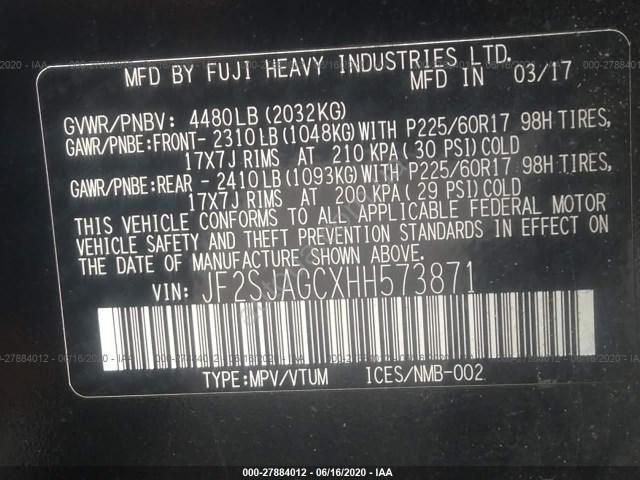 MFD BY FUJI HEAVY INDUSTRIES LTD.
MFD IN 03/17
GVWR/PNBV: 4480LB (2032KG)
GAWR/PNBE:FRONT- 2310LB (1048KG) WITH P225/60R17 98H TIRES,
17X7J RIMS AT 210 KPA (30 PSI) COLD
GAWR/PNBE:REAR - 2410LB (1093KG) WITH P225/60R17 98H TIRES,
17X7J RIMS AT 200 KPA (29 PSI) COLD
THIS VEHICLE CONFORMS TO ALL APPLICABLE FEDERAL MOTOR
VEHICLE SAFETY AND THEFT PREVENTION STANDARDS IN EFFECT ON
THE DATE OF MANUFACTURE SHOWN ABOVE.
VIN: JF2SJAGCXHH573871
TYPE:MPV/VTUM ICES/NMB-002
000-27884012 - 06/16/2020 - IAA